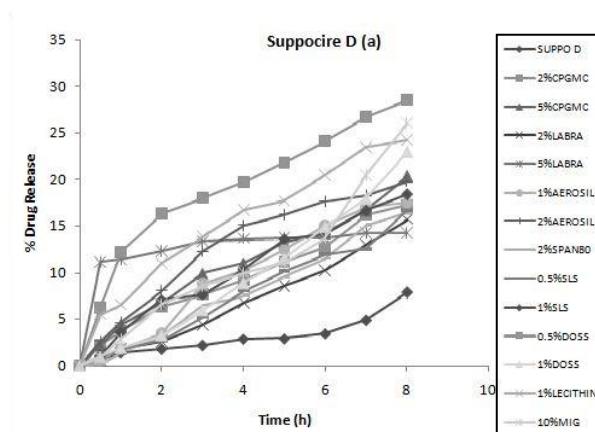 Suppocire D (a)
35
30
25
20
15
10
5
0
% Drug Release
0
2
4
6
8
10
Time (h)
SUPPO D
2%CPGMC
5%CPGMC
2%LABRA
5%LABRA
1%AEROSIL
2%AEROSIL
2%SPAN80
0.5%SLS
1%SLS
0.5%DOSS
1%DOSS
1%LECITHIN
10%MIG